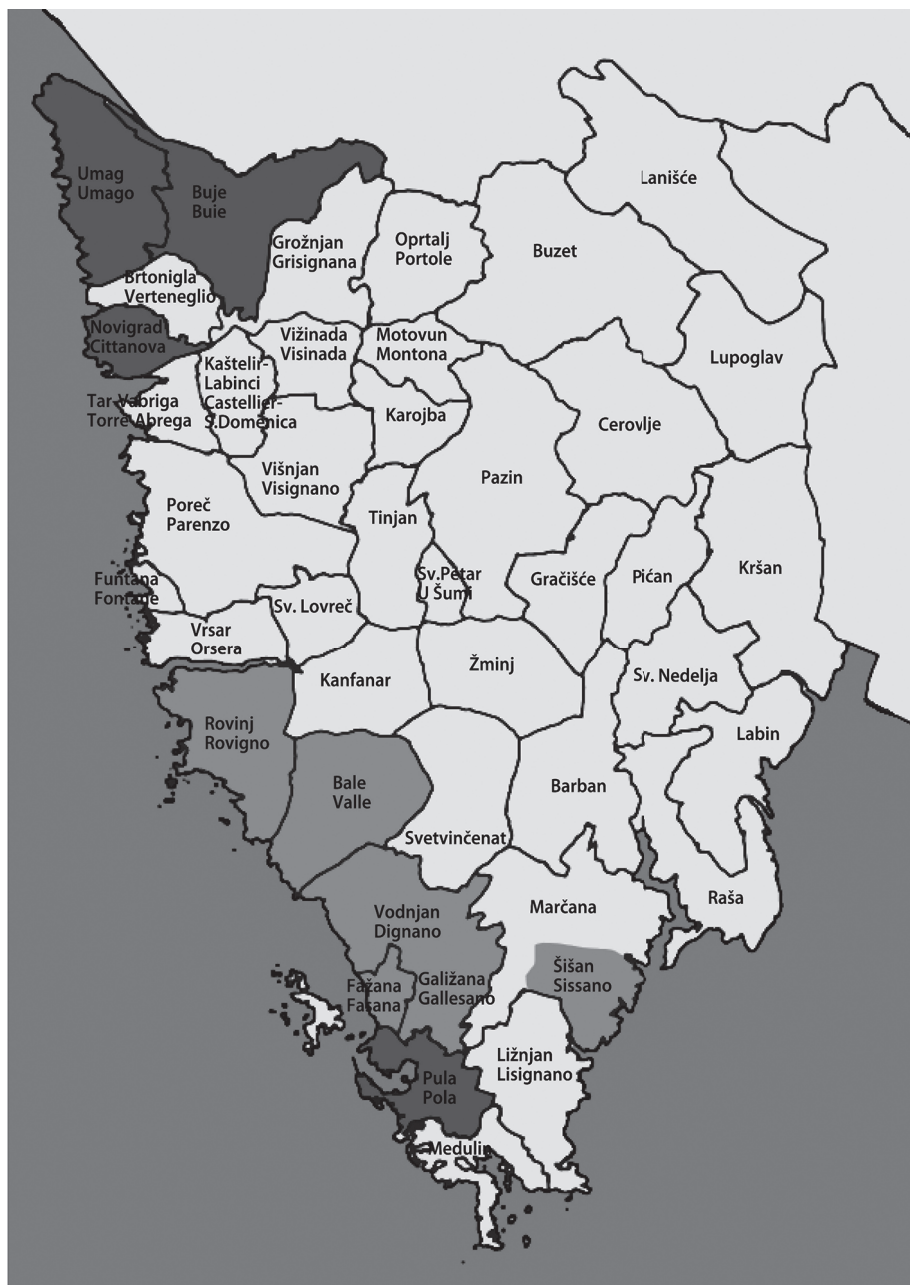 Umag
Umago
Buje
Buie
Lanišće
Grožnjan
Grisignana
Oprtalj
Portole
Buzet
Brtonigla
Verteneglio
Novigrad
Cittanova
Vižinada
Visinada
Motovun
Montona
Lupoglav
Kaštelir-
Labinci
Castellier-
S.Domenica
Tar-Vabriga
Torre-Abrega
Karojba
Cerovlje
Višnjan
Visignano
Pazin
Poreč
Parenzo
Tinjan
Funtana
Fontane
Sv.Petar
U Šumi
Gračišće
Pićan
Kršan
Sv. Lovreč
Vrsar
Orsera
Kanfanar
Žminj
Sv. Nedelja
Rovinj
Rovigno
Labin
Bale
Valle
Barban
Svetvinčenat
Raša
Marčana
Vodnjan
Dignano
Fažana
Fasana
Galižana
Gallesano
Šišan
Sissano
Ližnjan
Lisignano
Pula
Pola
Medulin